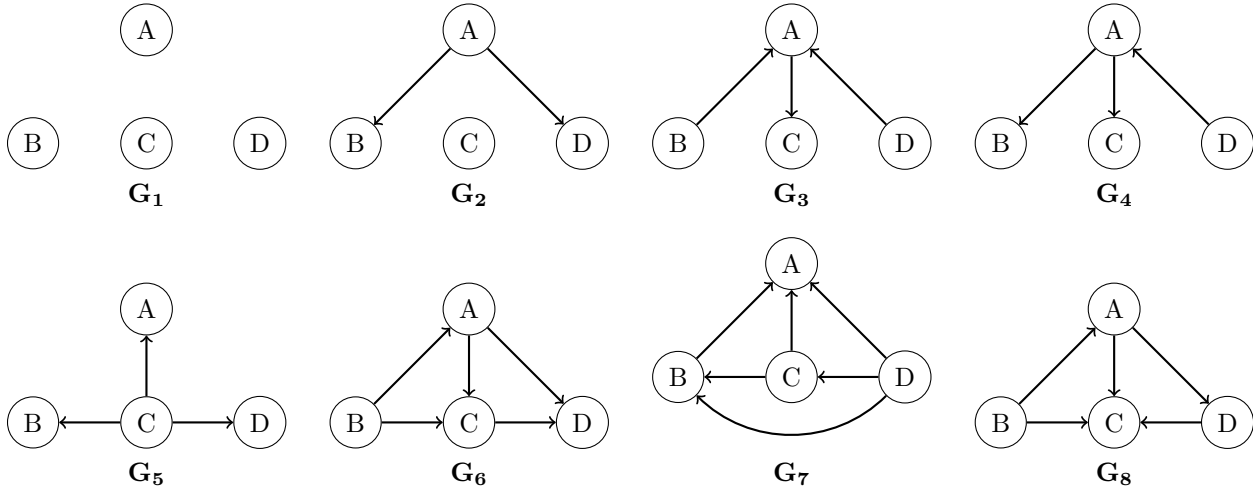 A A A A
B C D B C D B C D B C D
G₁ G₂ G₃ G₄
A
A A A
B C D
B C D B C D B C D
G₅ G₆ G₇ G₈